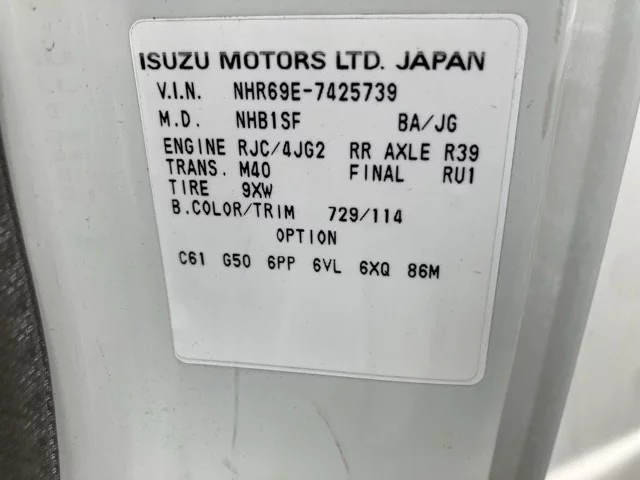 ISUZU MOTORS LTD. JAPAN
V.I.N. NHR69E-7425739
M.D. NHB1SF BA/JG
ENGINE RJC/4JG2 RR AXLE R39
TRANS. M40 FINAL RU1
TIRE 9XW
B.COLOR/TRIM 729/114
OPTION
C61 G50 6PP 6VL 6XQ 86M